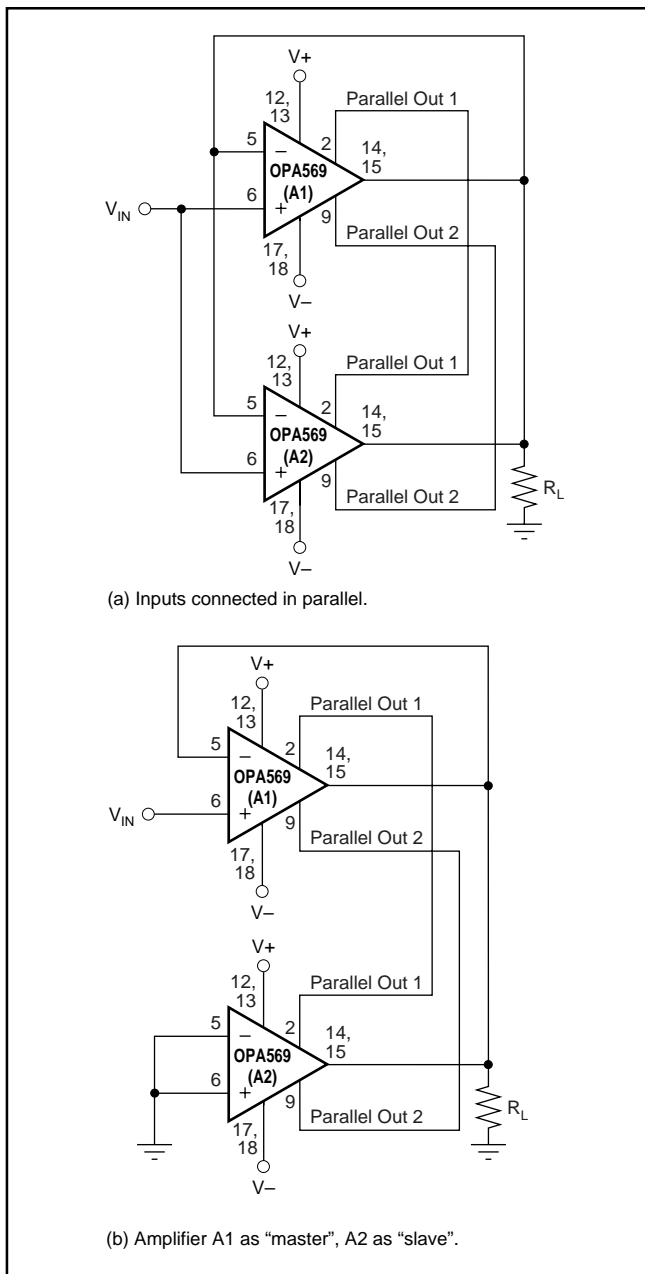 V+
12,
13
Parallel Out 1
5
–
2
14,
15
OPA569
(A1)
VIN
6
+
9
Parallel Out 2
17,
18
V–
V+
12,
13
Parallel Out 1
5
–
2
14,
15
OPA569
(A2)
6
+
9
Parallel Out 2
RL
17,
18
V–
(a) Inputs connected in parallel.
V+
12,
13
Parallel Out 1
5
–
2
14,
15
OPA569
(A1)
VIN
6
+
9
Parallel Out 2
17,
18
V–
V+
12,
13
Parallel Out 1
5
–
2
14,
15
OPA569
(A2)
6
+
9
Parallel Out 2
RL
17,
18
V–
(b) Amplifier A1 as “master”, A2 as “slave”.